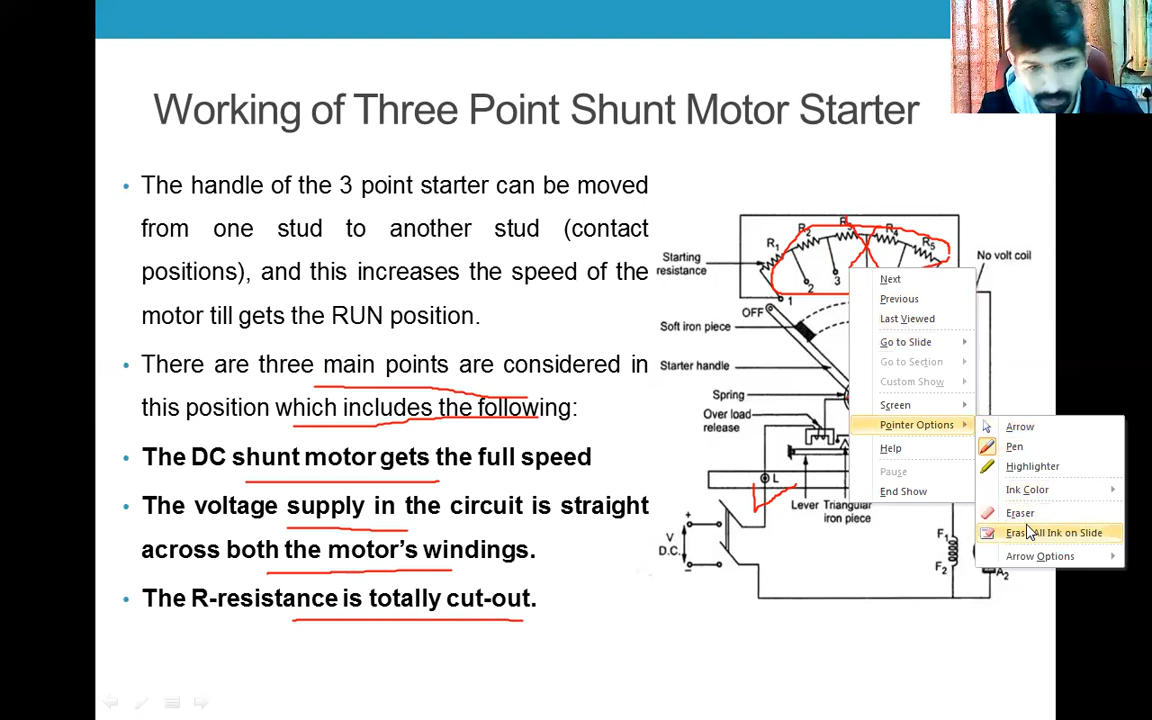 Working of Three Point Shunt Motor Starter
• The handle of the 3 point starter can be moved
from one stud to another stud (contact
positions), and this increases the speed of the
motor till gets the RUN position.
• There are three main points are considered in
this position which includes the following:
• The DC shunt motor gets the full speed
• The voltage supply in the circuit is straight
across both the motor's windings.
• The R-resistance is totally cut-out.
R1
R2
R4
R5
Starting
resistance
No volt coil
1
2
3
OFF
Soft iron piece
Starter handle
Spring
Over load
release
L
Lever Triangular
iron piece
+
V
D.C.
−
F1
F2
A2
Next
Previous
Last Viewed
Go to Slide
Go to Section
Custom Show
Screen
Pointer Options
Help
Pause
End Show
Arrow
Pen
Highlighter
Ink Color
Eraser
All Ink on Slide
Arrow Options